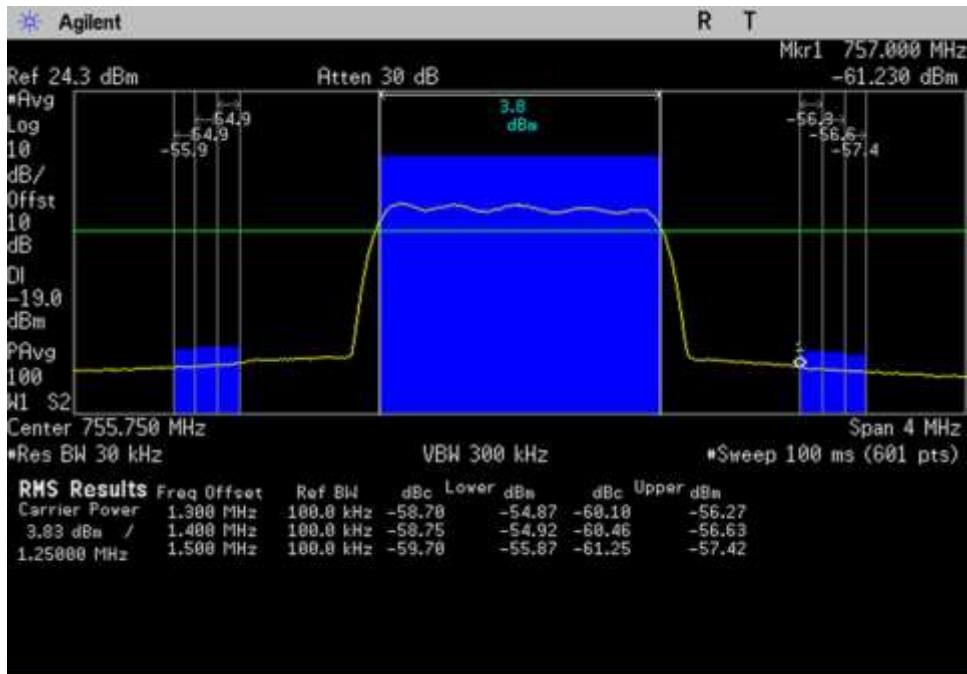 Agilent R T
Mkr1 757.000 MHz
Ref 24.3 dBm Atten 30 dB -61.230 dBm
#Avg
Log
10
dB/
Offst
10
dB
DI
-19.0
dBm
PAvg
100
W1 S2
3.8
dBm
-54.9
-54.9
-55.9
-56.3
-56.6
-57.4
Center 755.750 MHz Span 4 MHz
#Res BW 30 kHz VBW 300 kHz #Sweep 100 ms (601 pts)
RMS Results Freq Offset Ref BW dBc Lower dBm dBc Upper dBm
Carrier Power 1.300 MHz 100.0 kHz -58.70 -54.87 -60.10 -56.27
3.83 dBm / 1.400 MHz 100.0 kHz -58.75 -54.92 -60.46 -56.63
1.25000 MHz 1.500 MHz 100.0 kHz -59.70 -55.87 -61.25 -57.42